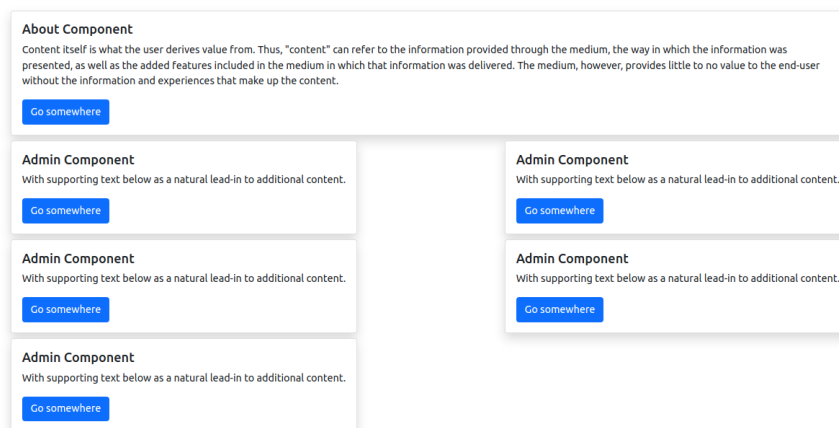 About Component
Content itself is what the user derives value from. Thus, "content" can refer to the information provided through the medium, the way in which the information was
presented, as well as the added features included in the medium in which that information was delivered. The medium, however, provides little to no value to the end-user
without the information and experiences that make up the content.
Go somewhere
Admin Component
With supporting text below as a natural lead-in to additional content.
Go somewhere
Admin Component
With supporting text below as a natural lead-in to additional content.
Go somewhere
Admin Component
With supporting text below as a natural lead-in to additional content.
Go somewhere
Admin Component
With supporting text below as a natural lead-in to additional content.
Go somewhere
Admin Component
With supporting text below as a natural lead-in to additional content.
Go somewhere